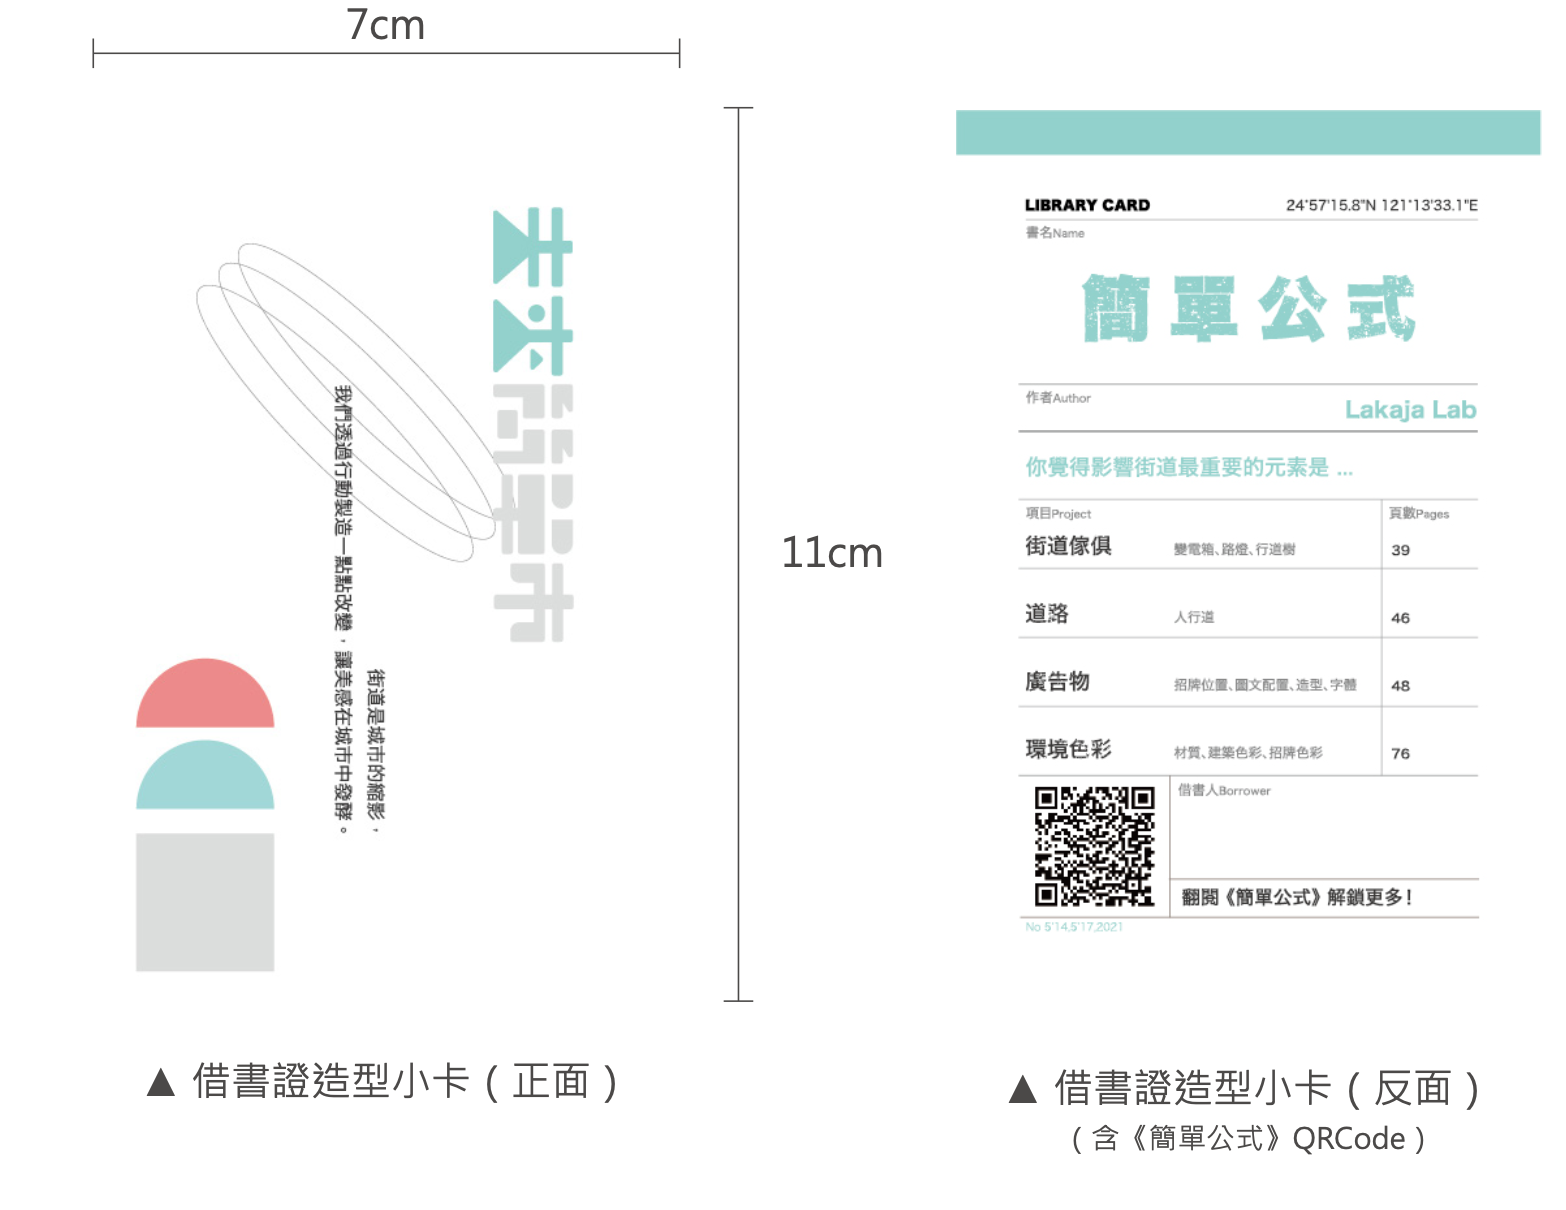 7cm
11cm
未來簡單市
街道是城市的縮影，
我們透過行動製造一點點改變，讓美感在城市中發酵。
▲ 借書證造型小卡（正面）
LIBRARY CARD 24°57'15.8"N 121°13'33.1"E
書名Name
簡單公式
作者Author
Lakaja Lab
你覺得影響街道最重要的元素是 ...
項目Project 頁數Pages
街道傢俱 變電箱、路燈、行道樹 39
道路 人行道 46
廣告物 招牌位置、圖文配置、造型、字體 48
環境色彩 材質、建築色彩、招牌色彩 76
借書人Borrower
翻閱《簡單公式》解鎖更多！
No 5'14,5'17,2021
▲ 借書證造型小卡（反面）
（含《簡單公式》QRCode）